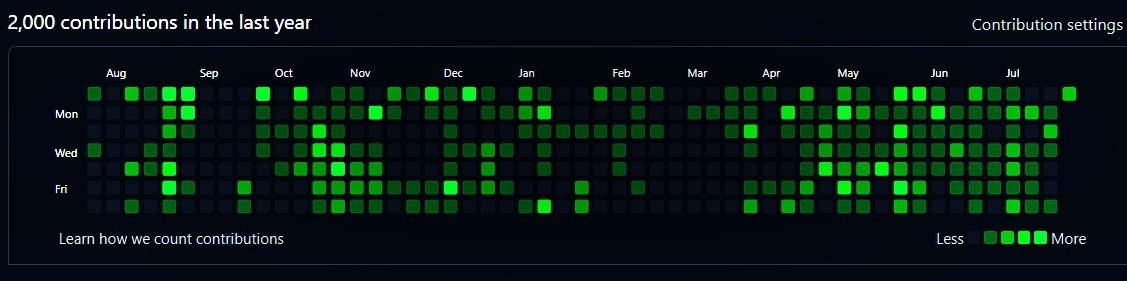 2,000 contributions in the last year
Contribution settings
Aug Sep Oct Nov Dec Jan Feb Mar Apr May Jun Jul
Mon
Wed
Fri
Learn how we count contributions
Less More